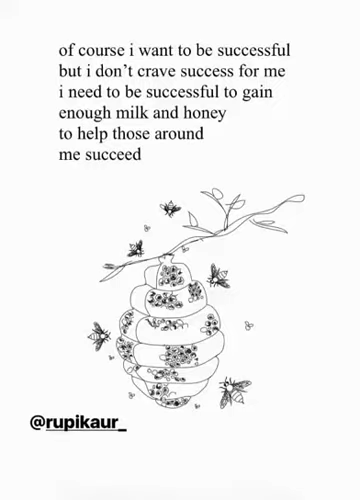 of course i want to be successful
but i don't crave success for me
i need to be successful to gain
enough milk and honey
to help those around
me succeed
@rupikaur_